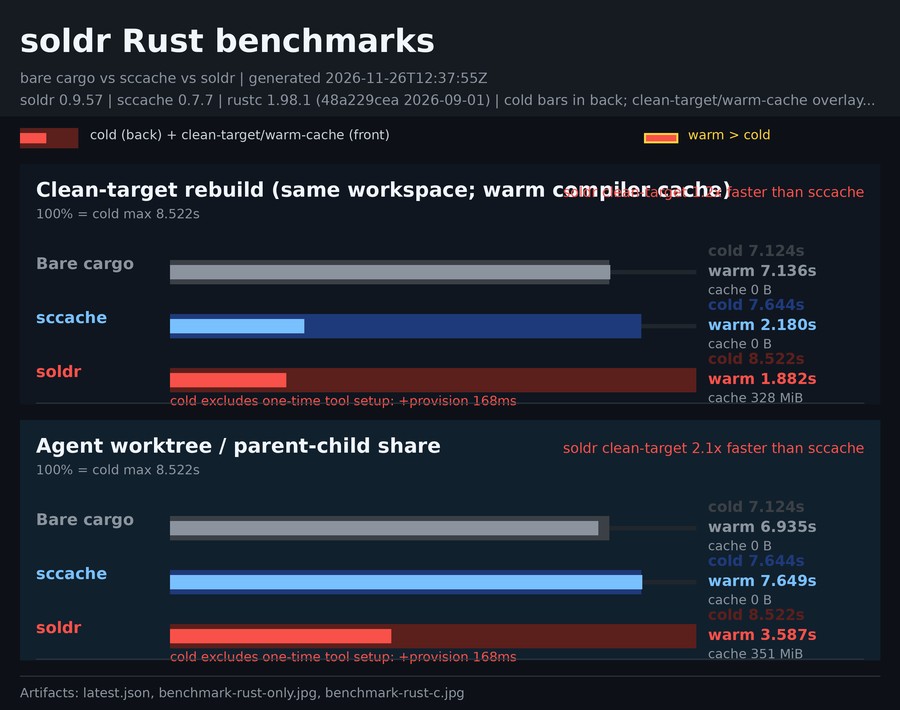 soldr Rust benchmarks
bare cargo vs sccache vs soldr | generated 2026-11-26T12:37:55Z
soldr 0.9.57 | sccache 0.7.7 | rustc 1.98.1 (48a229cea 2026-09-01) | cold bars in back; clean-target/warm-cache overlay...
cold (back) + clean-target/warm-cache (front)
warm > cold
Clean-target rebuild (same workspace; warm compiler cache)
soldr clean-target 1.2x faster than sccache
100% = cold max 8.522s
Bare cargo
cold 7.124s
warm 7.136s
cache 0 B
sccache
cold 7.644s
warm 2.180s
cache 0 B
soldr
cold 8.522s
warm 1.882s
cache 328 MiB
cold excludes one-time tool setup: +provision 168ms
Agent worktree / parent-child share
soldr clean-target 2.1x faster than sccache
100% = cold max 8.522s
Bare cargo
cold 7.124s
warm 6.935s
cache 0 B
sccache
cold 7.644s
warm 7.649s
cache 0 B
soldr
cold 8.522s
warm 3.587s
cache 351 MiB
cold excludes one-time tool setup: +provision 168ms
Artifacts: latest.json, benchmark-rust-only.jpg, benchmark-rust-c.jpg